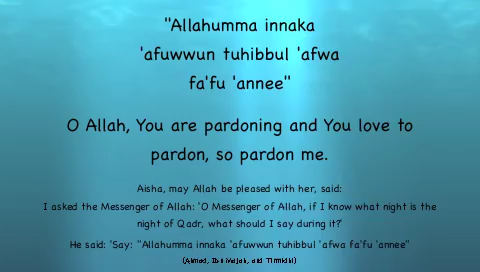 "Allahumma innaka
'afuwwun tuhibbul 'afwa
fa'fu 'annee"
O Allah, You are pardoning and You love to
pardon, so pardon me.
Aisha, may Allah be pleased with her, said:
I asked the Messenger of Allah: 'O Messenger of Allah, if I know what night is the
night of Qadr, what should I say during it?'
He said: 'Say: "Allahumma innaka 'afuwwun tuhibbul 'afwa fa'fu 'annee"
(Ahmad, Ibn Majah, and Tirmidhi)